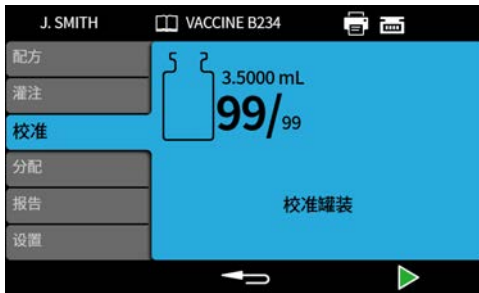 J. SMITH VACCINE B234
配方
灌注
校准
分配
报告
设置
3.5000 mL
99/99
校准罐装